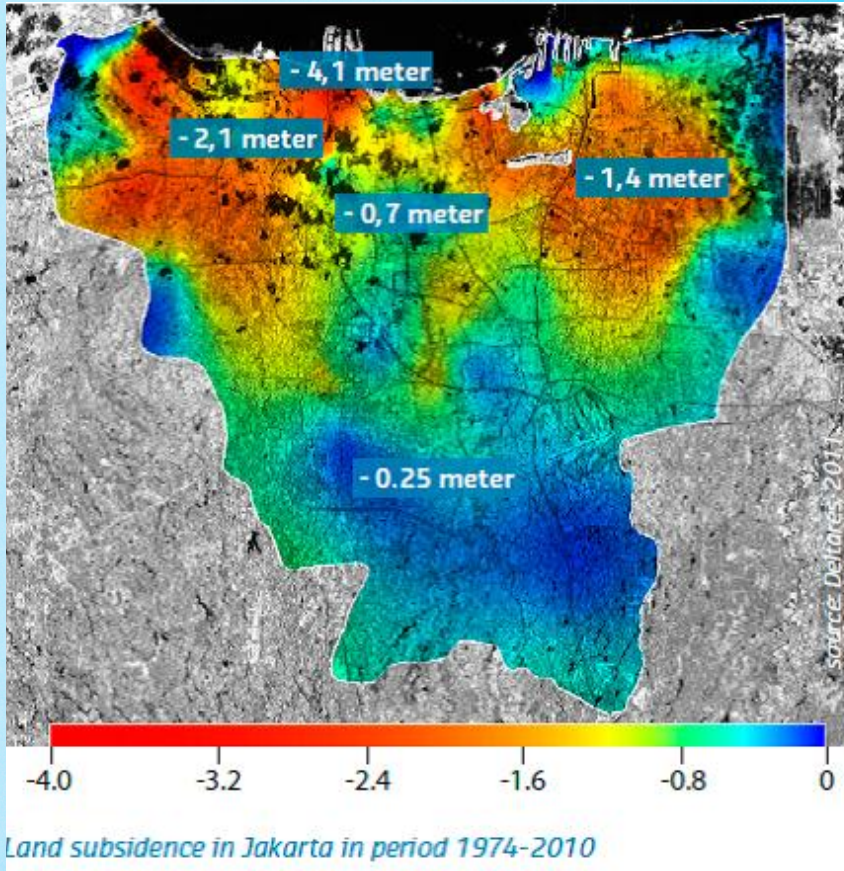 - 4,1 meter
- 2,1 meter
- 1,4 meter
- 0,7 meter
- 0.25 meter
source: Deltares 2011
-4.0 -3.2 -2.4 -1.6 -0.8 0
Land subsidence in Jakarta in period 1974-2010